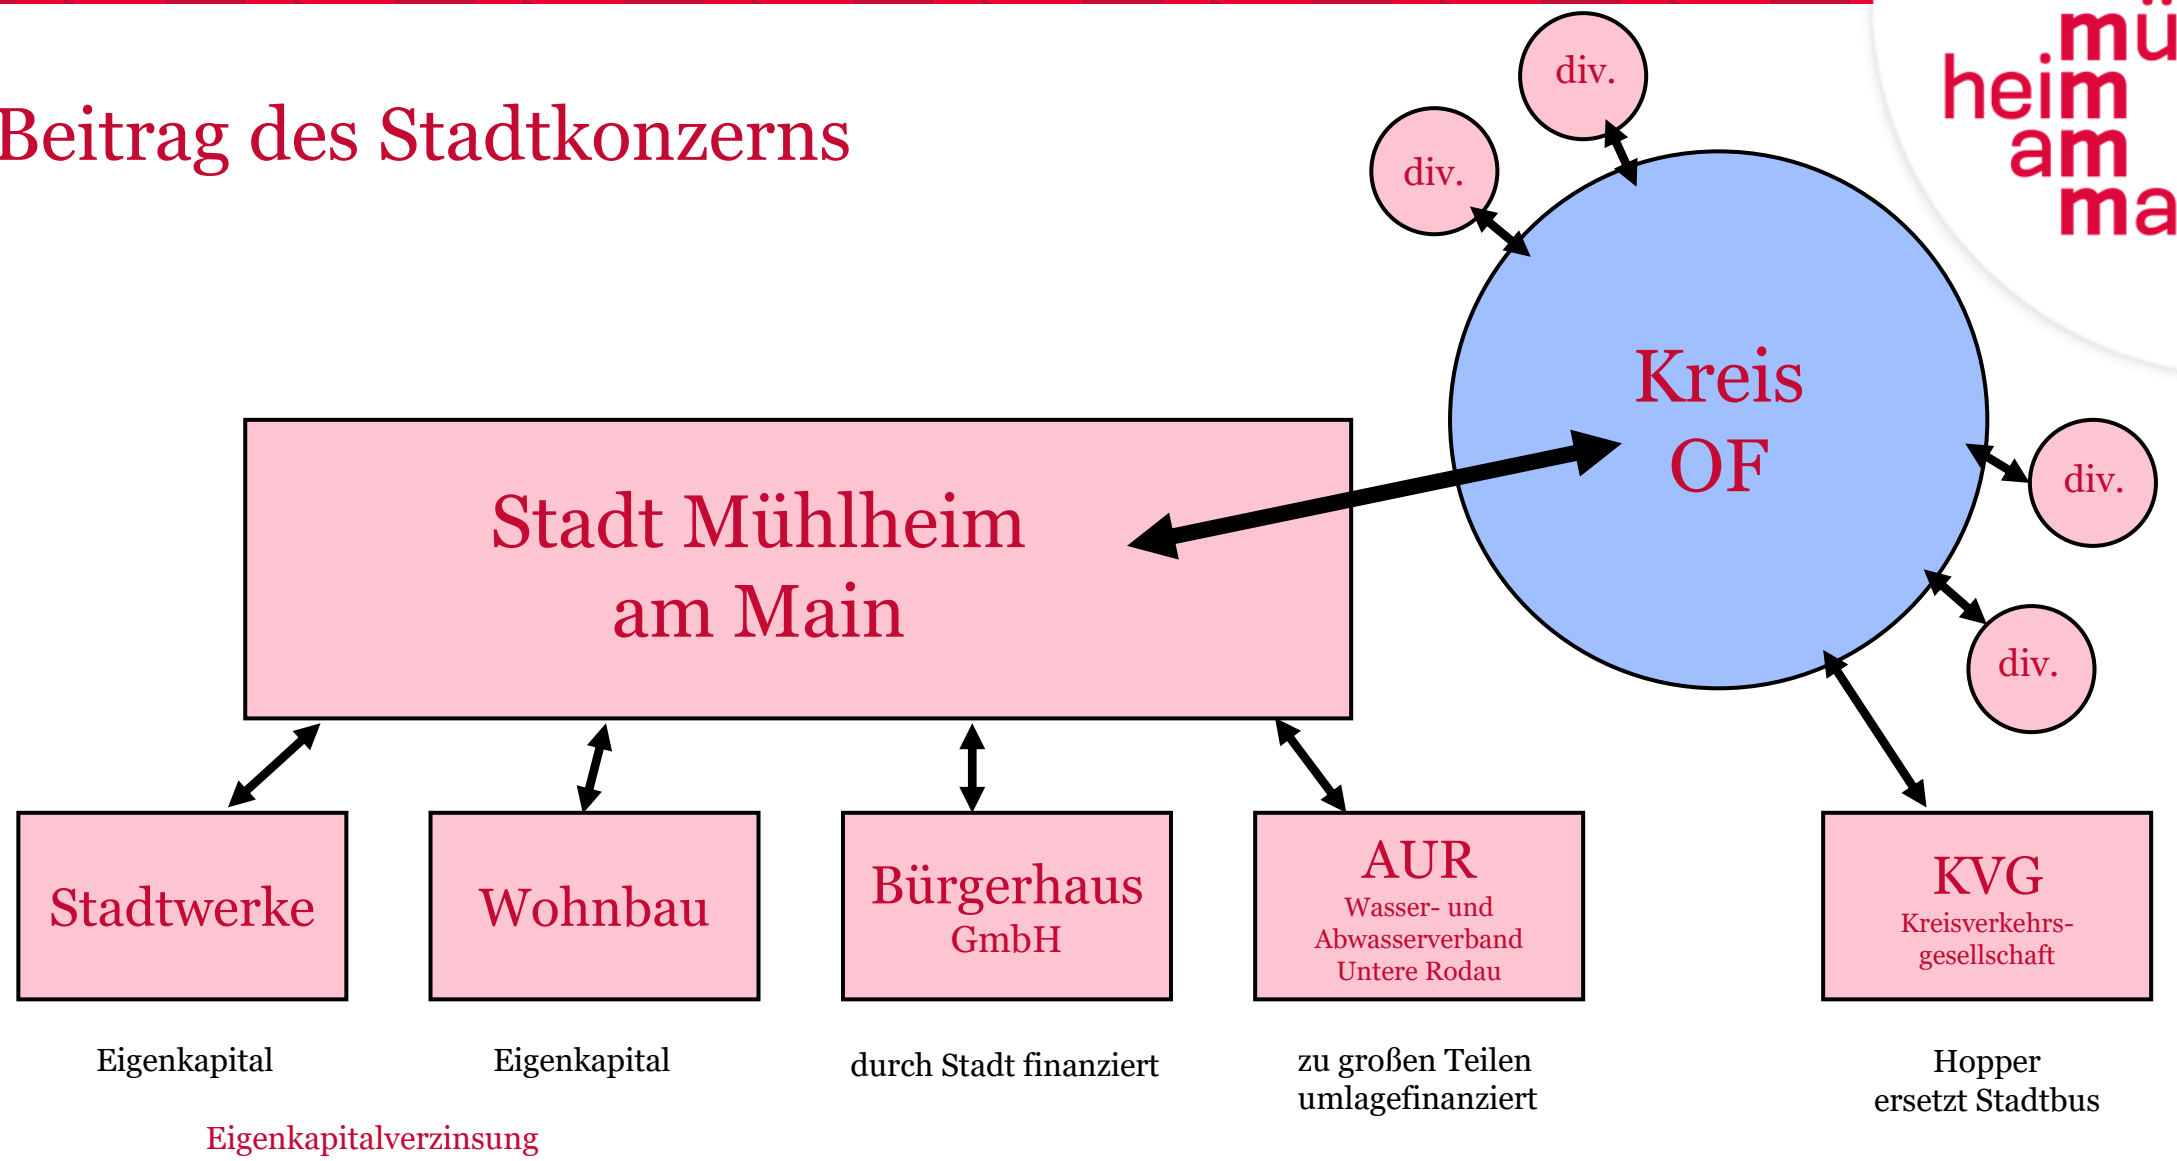 Beitrag des Stadtkonzerns
mü
heim
am
ma
div.
div.
Kreis
OF
div.
div.
Stadt Mühlheim
am Main
Stadtwerke
Wohnbau
Bürgerhaus
GmbH
AUR
Wasser- und
Abwasserverband
Untere Rodau
KVG
Kreisverkehrs-
gesellschaft
Eigenkapital
Eigenkapital
durch Stadt finanziert
zu großen Teilen
umlagefinanziert
Hopper
ersetzt Stadtbus
Eigenkapitalverzinsung